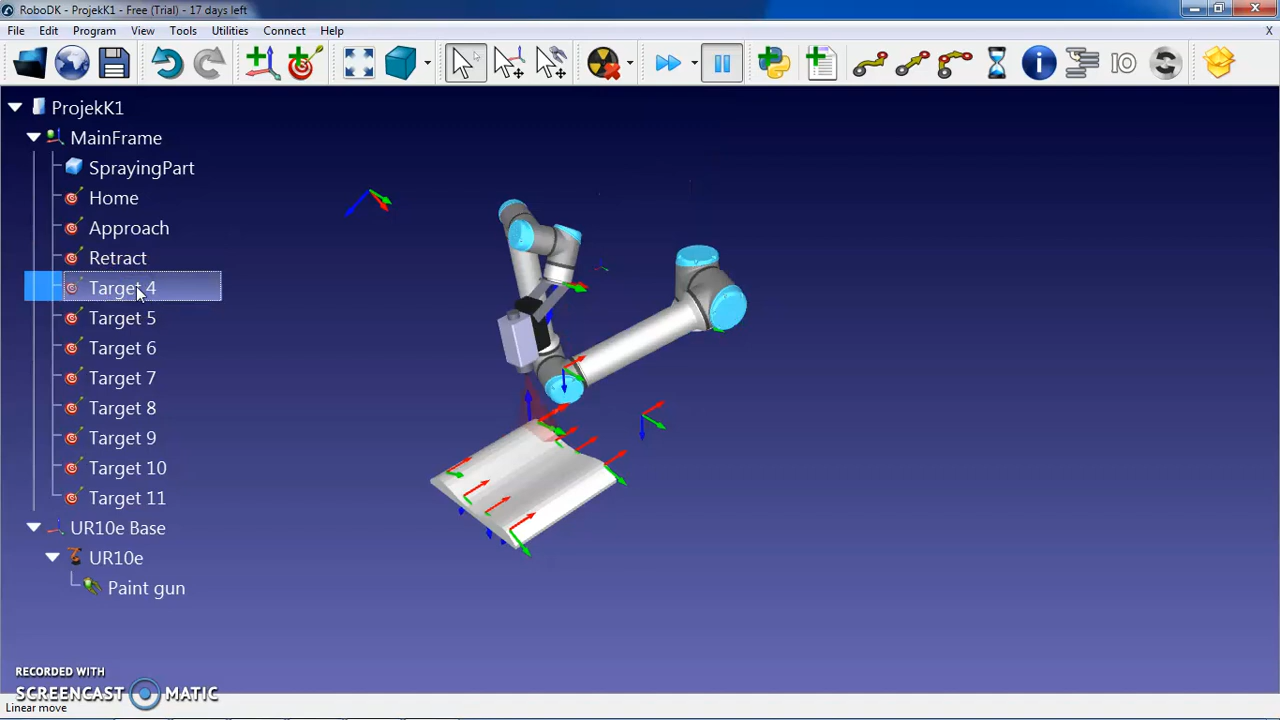 RoboDK - ProjekK1 - Free (Trial) - 17 days left
File Edit Program View Tools Utilities Connect Help X
IO
ProjekK1
MainFrame
SprayingPart
Home
Approach
Retract
Target 4
Target 5
Target 6
Target 7
Target 8
Target 9
Target 10
Target 11
UR10e Base
UR10e
Paint gun
RECORDED WITH
SCREENCAST MATIC
Linear move